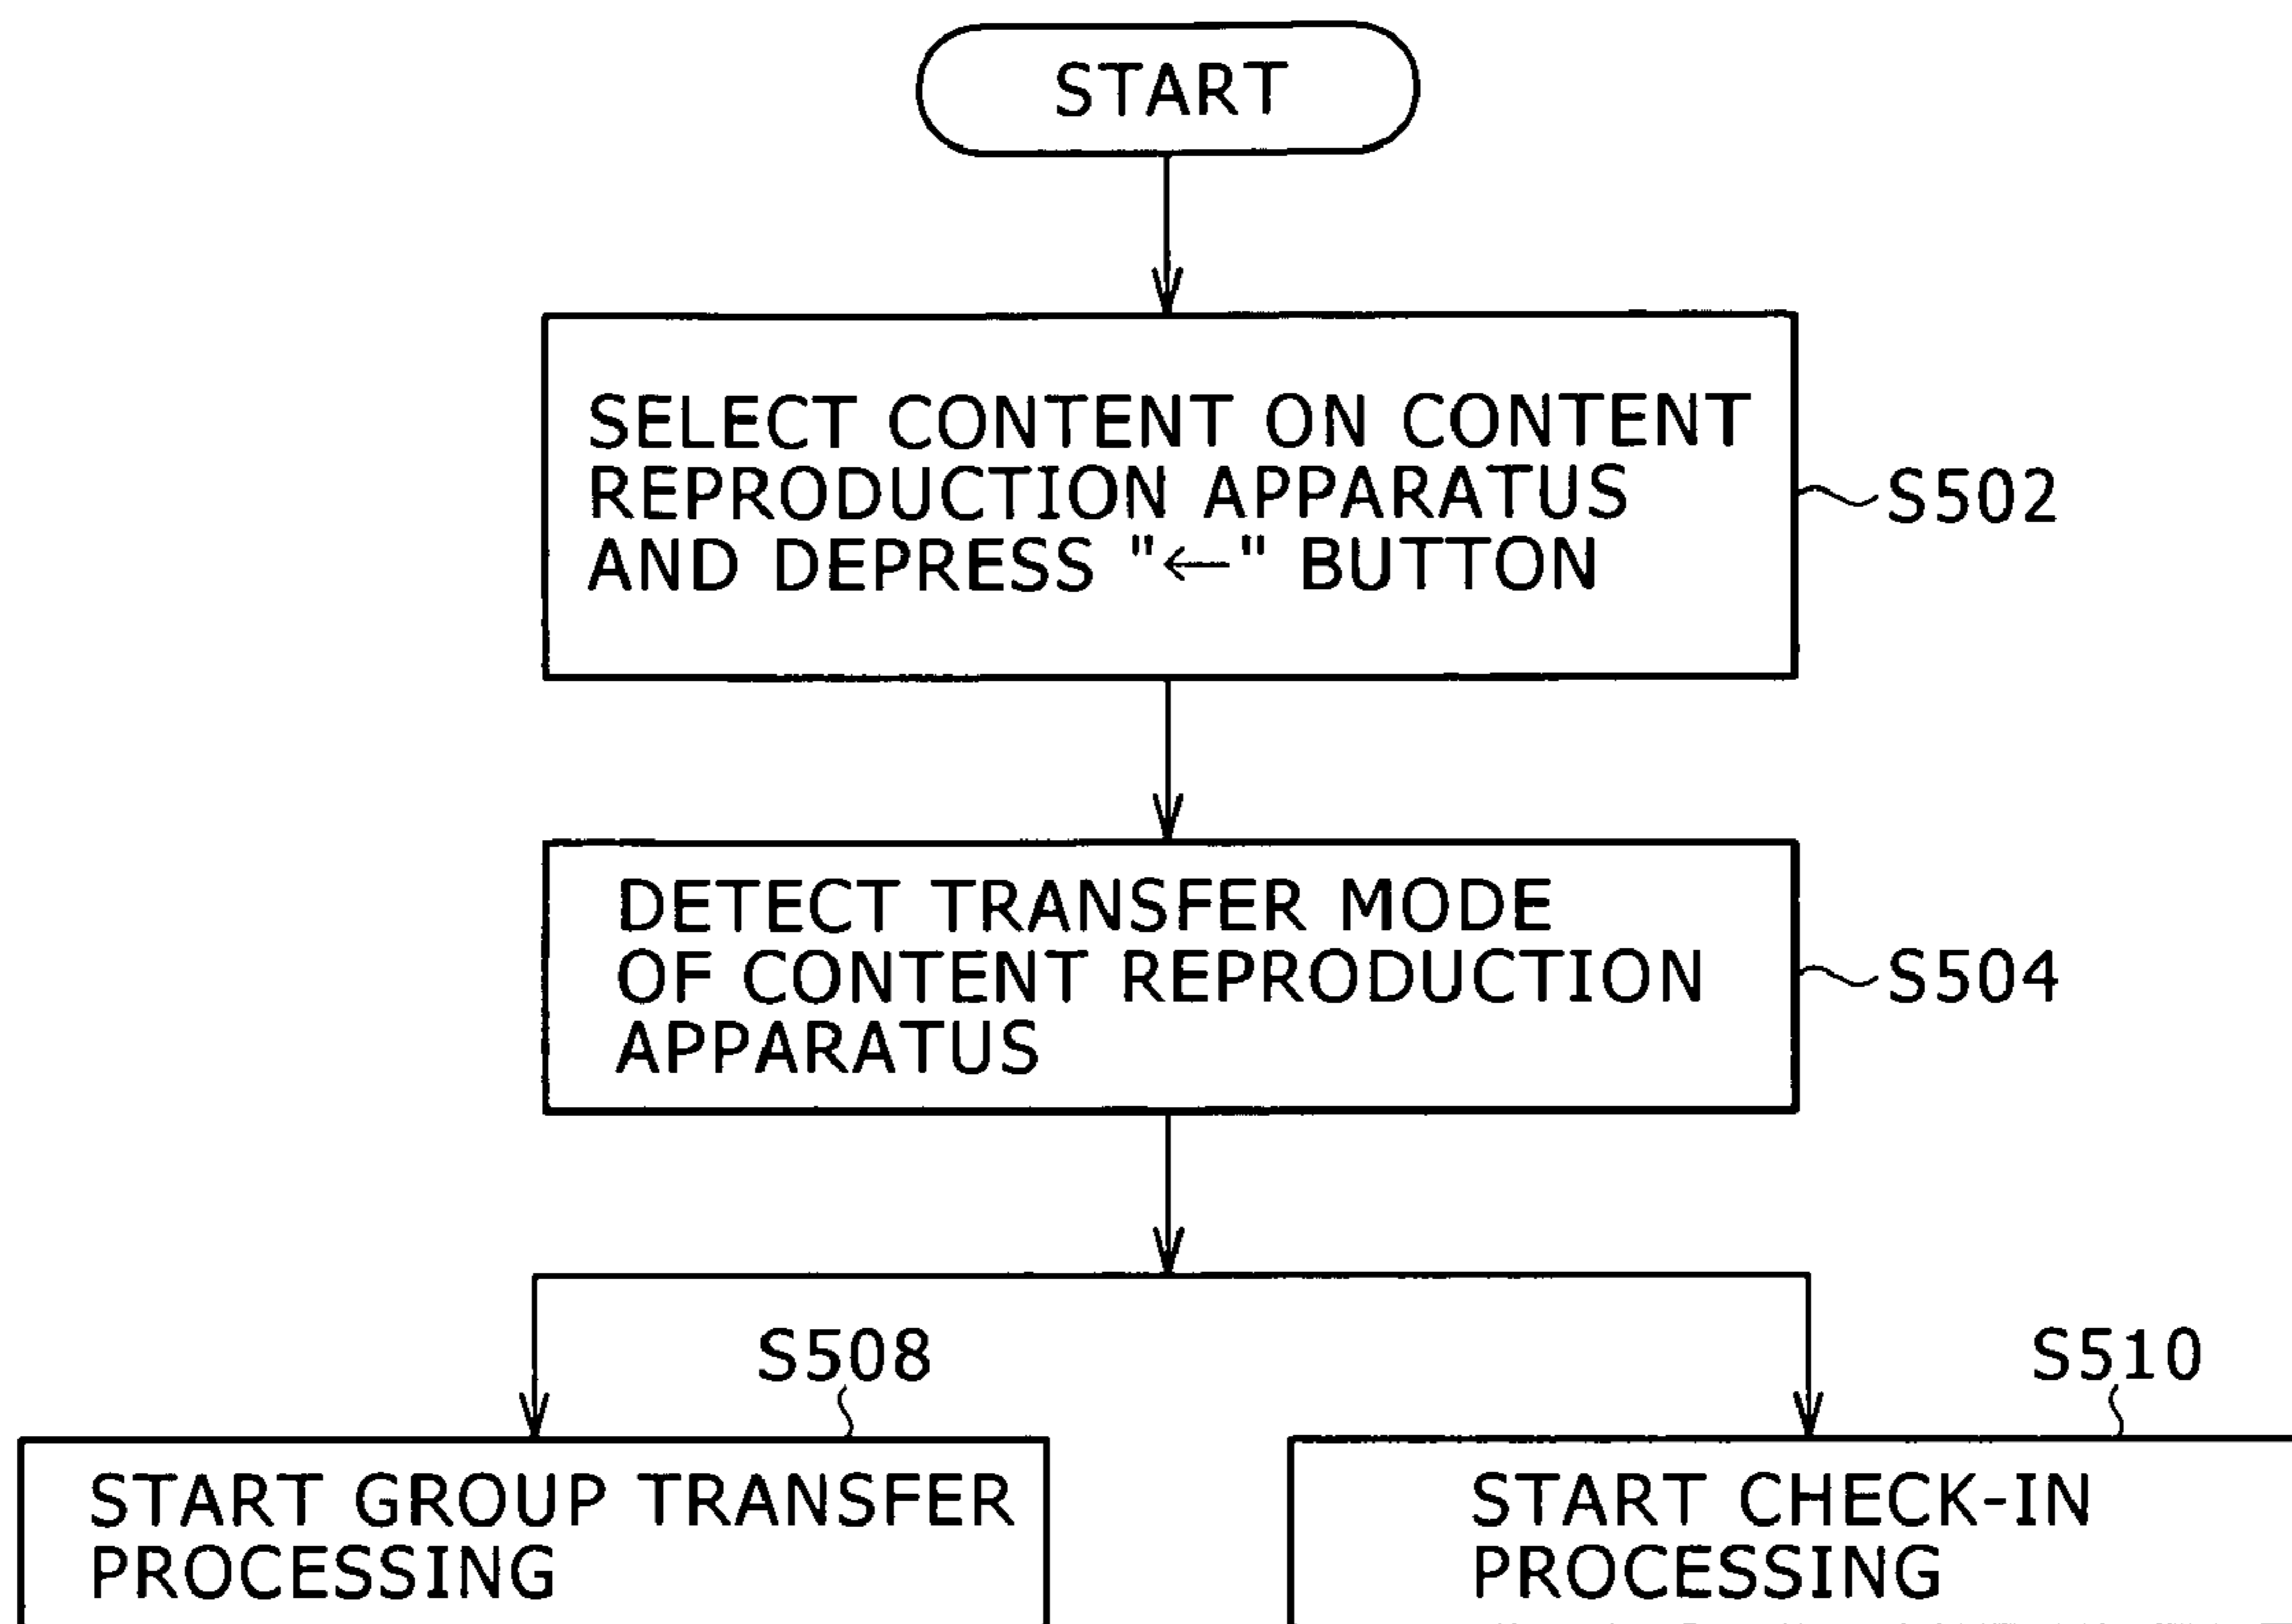 START
SELECT CONTENT ON CONTENT
REPRODUCTION APPARATUS
AND DEPRESS "←" BUTTON
S502
DETECT TRANSFER MODE
OF CONTENT REPRODUCTION
APPARATUS
S504
S508
START GROUP TRANSFER
PROCESSING
S510
START CHECK-IN
PROCESSING